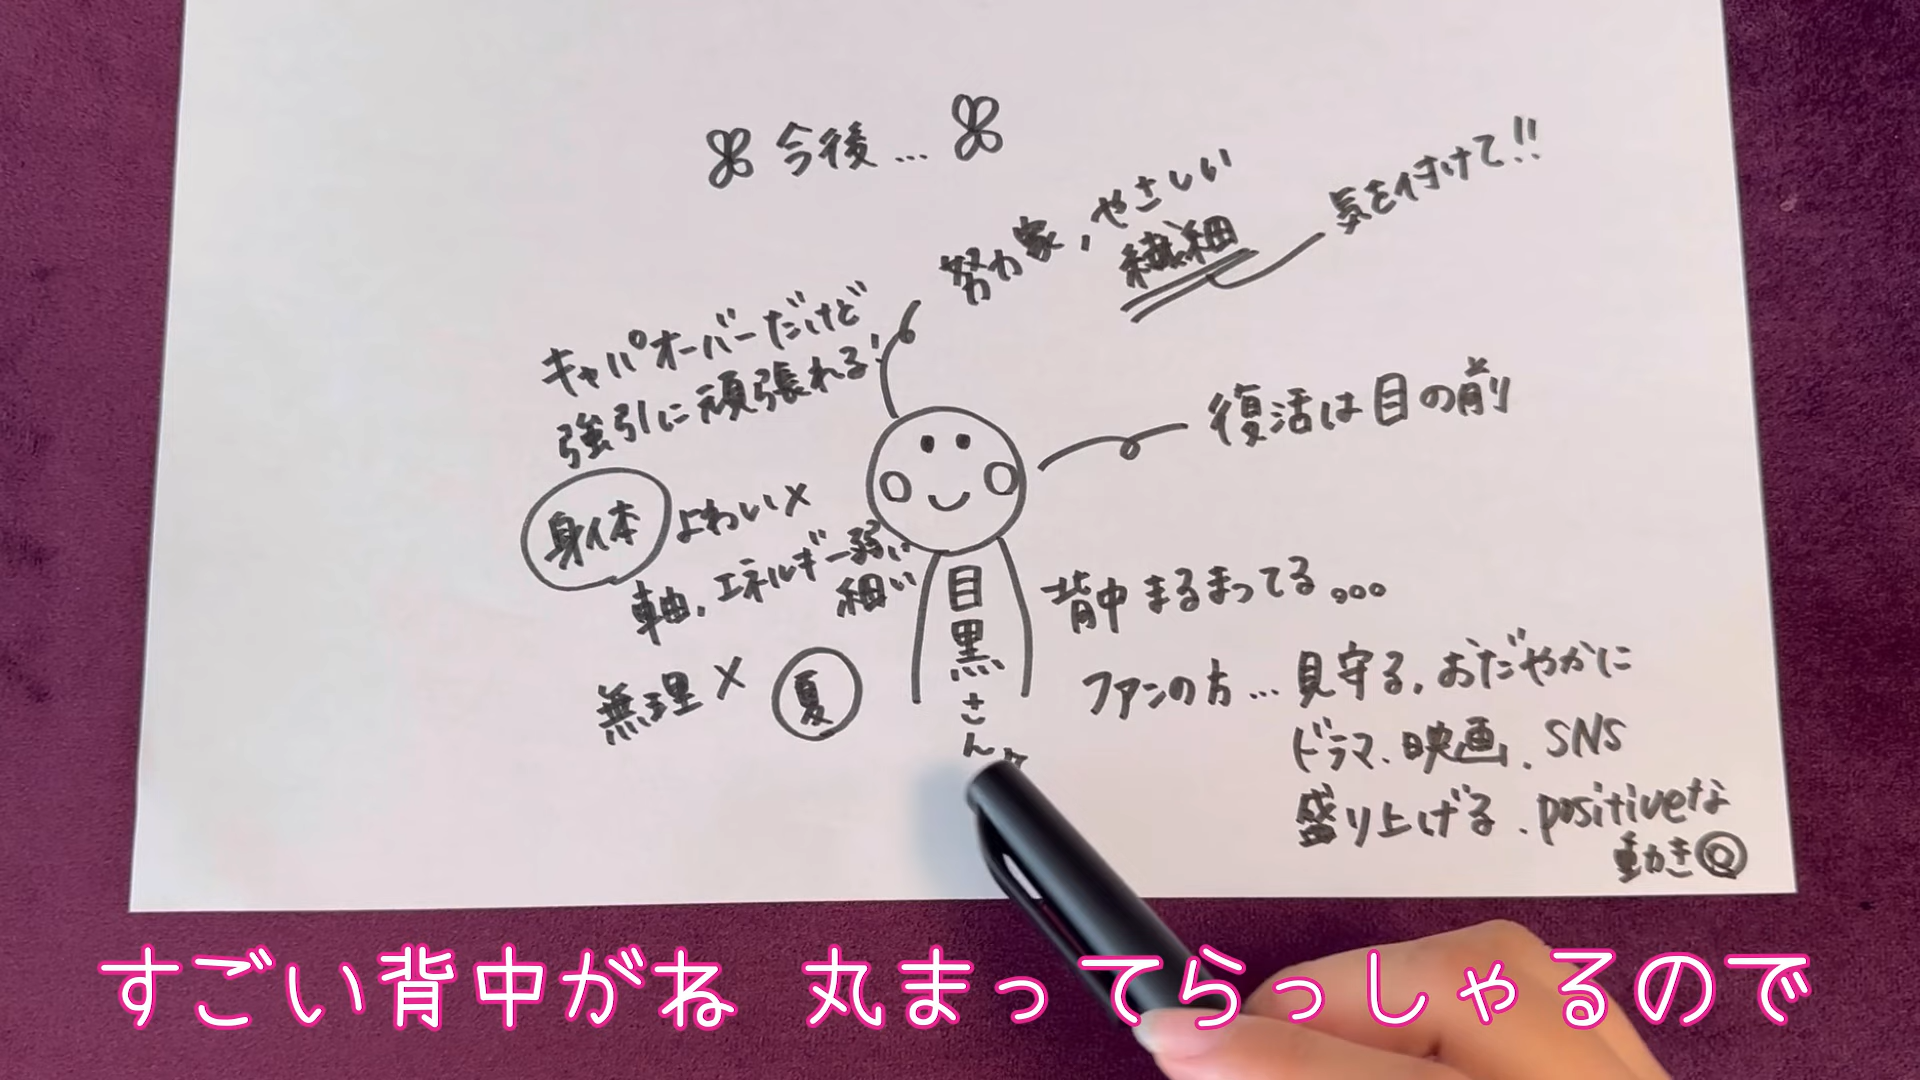 今後...
努力家、やさしい
繊細
気を付けて!!
キャパオーバーだけど
強引に頑張れる!
復活は目の前
身体 よわい×
軸、エネルギー弱い
細い
目黒さん
背中まるまってる。。。
無理× 夏
ファンの方...見守る、おだやかに
ドラマ、映画、SNS
盛り上げる、positiveな
動き◎
すごい背中がね 丸まってらっしゃるので